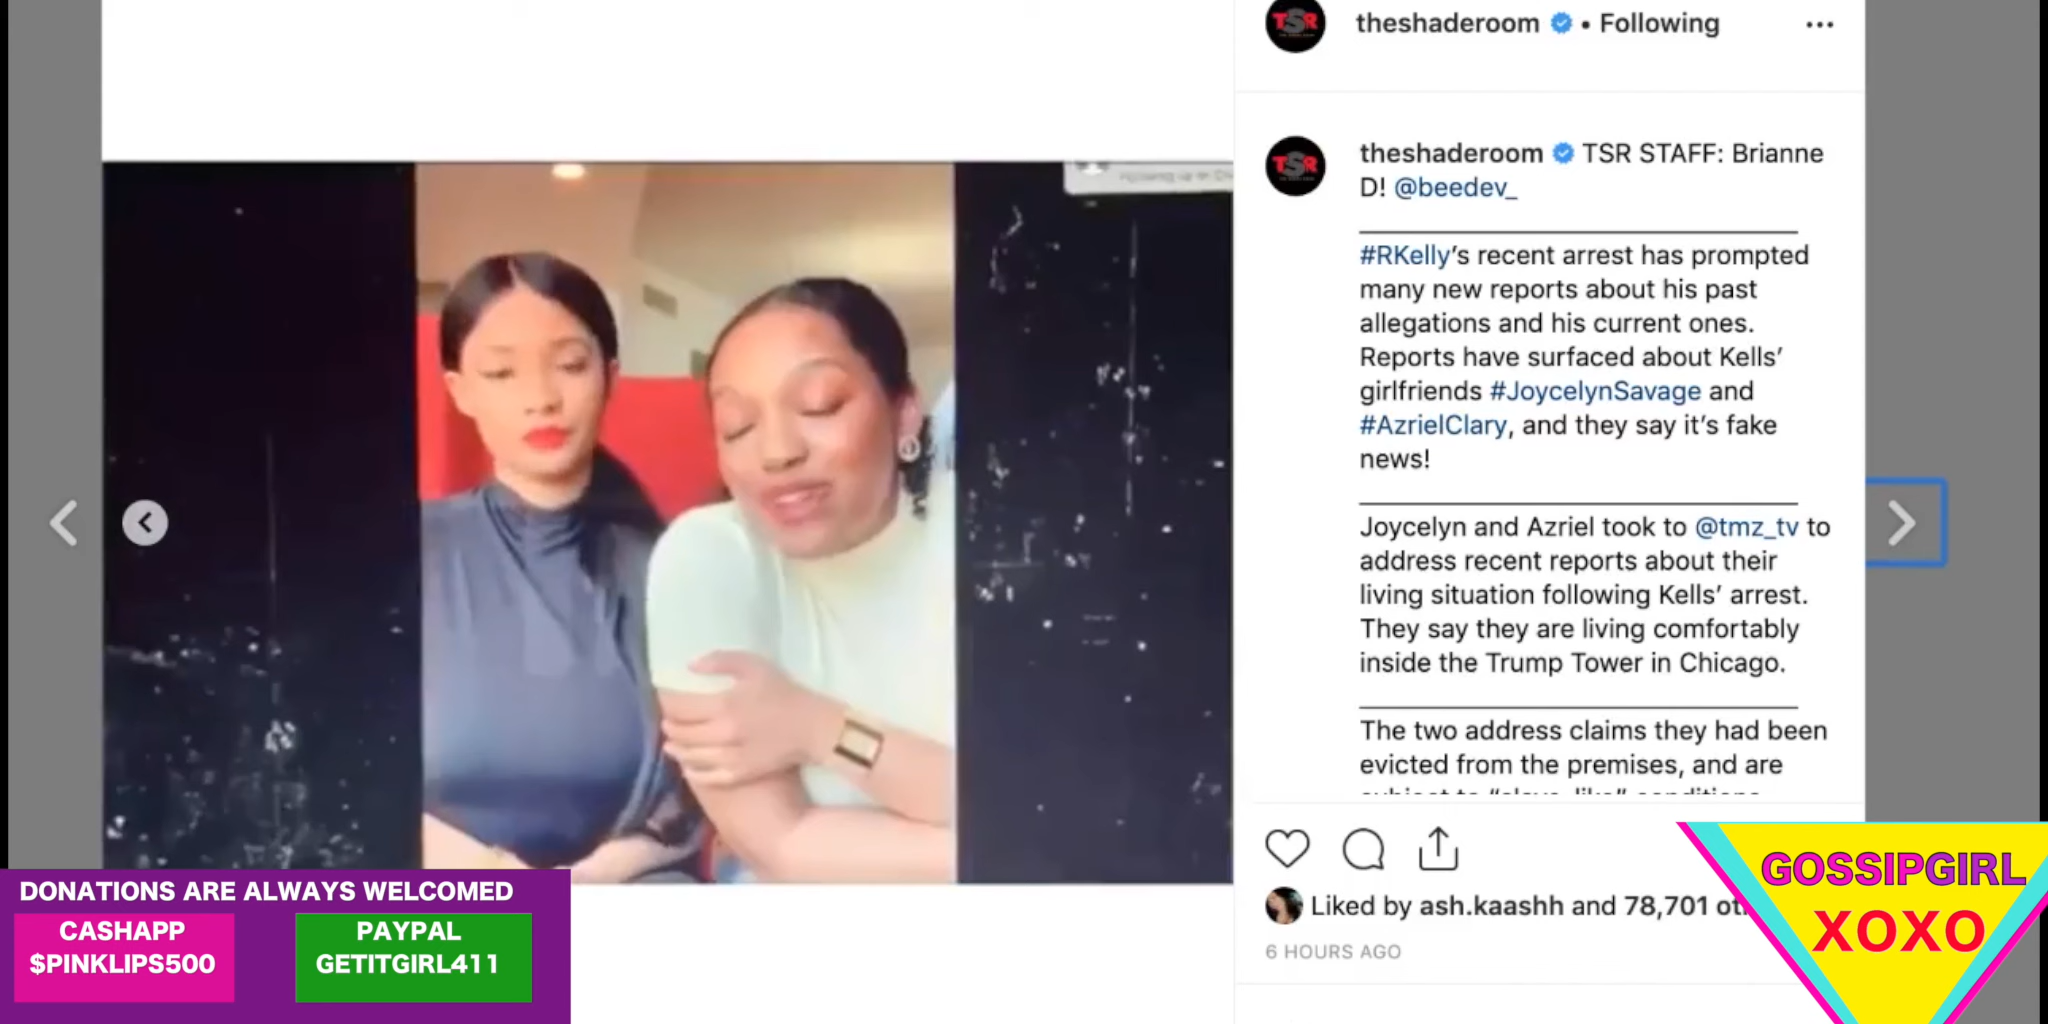 theshaderoom • Following
theshaderoom TSR STAFF: Brianne
D! @beedev_
#RKelly's recent arrest has prompted
many new reports about his past
allegations and his current ones.
Reports have surfaced about Kells'
girlfriends #JoycelynSavage and
#AzrielClary, and they say it's fake
news!
Joycelyn and Azriel took to @tmz_tv to
address recent reports about their
living situation following Kells' arrest.
They say they are living comfortably
inside the Trump Tower in Chicago.
The two address claims they had been
evicted from the premises, and are
Liked by ash.kaashh and 78,701
6 HOURS AGO
DONATIONS ARE ALWAYS WELCOMED
CASHAPP
$PINKLIPS500
PAYPAL
GETITGIRL411
GOSSIPGIRL
XOXO
TSR
TSR